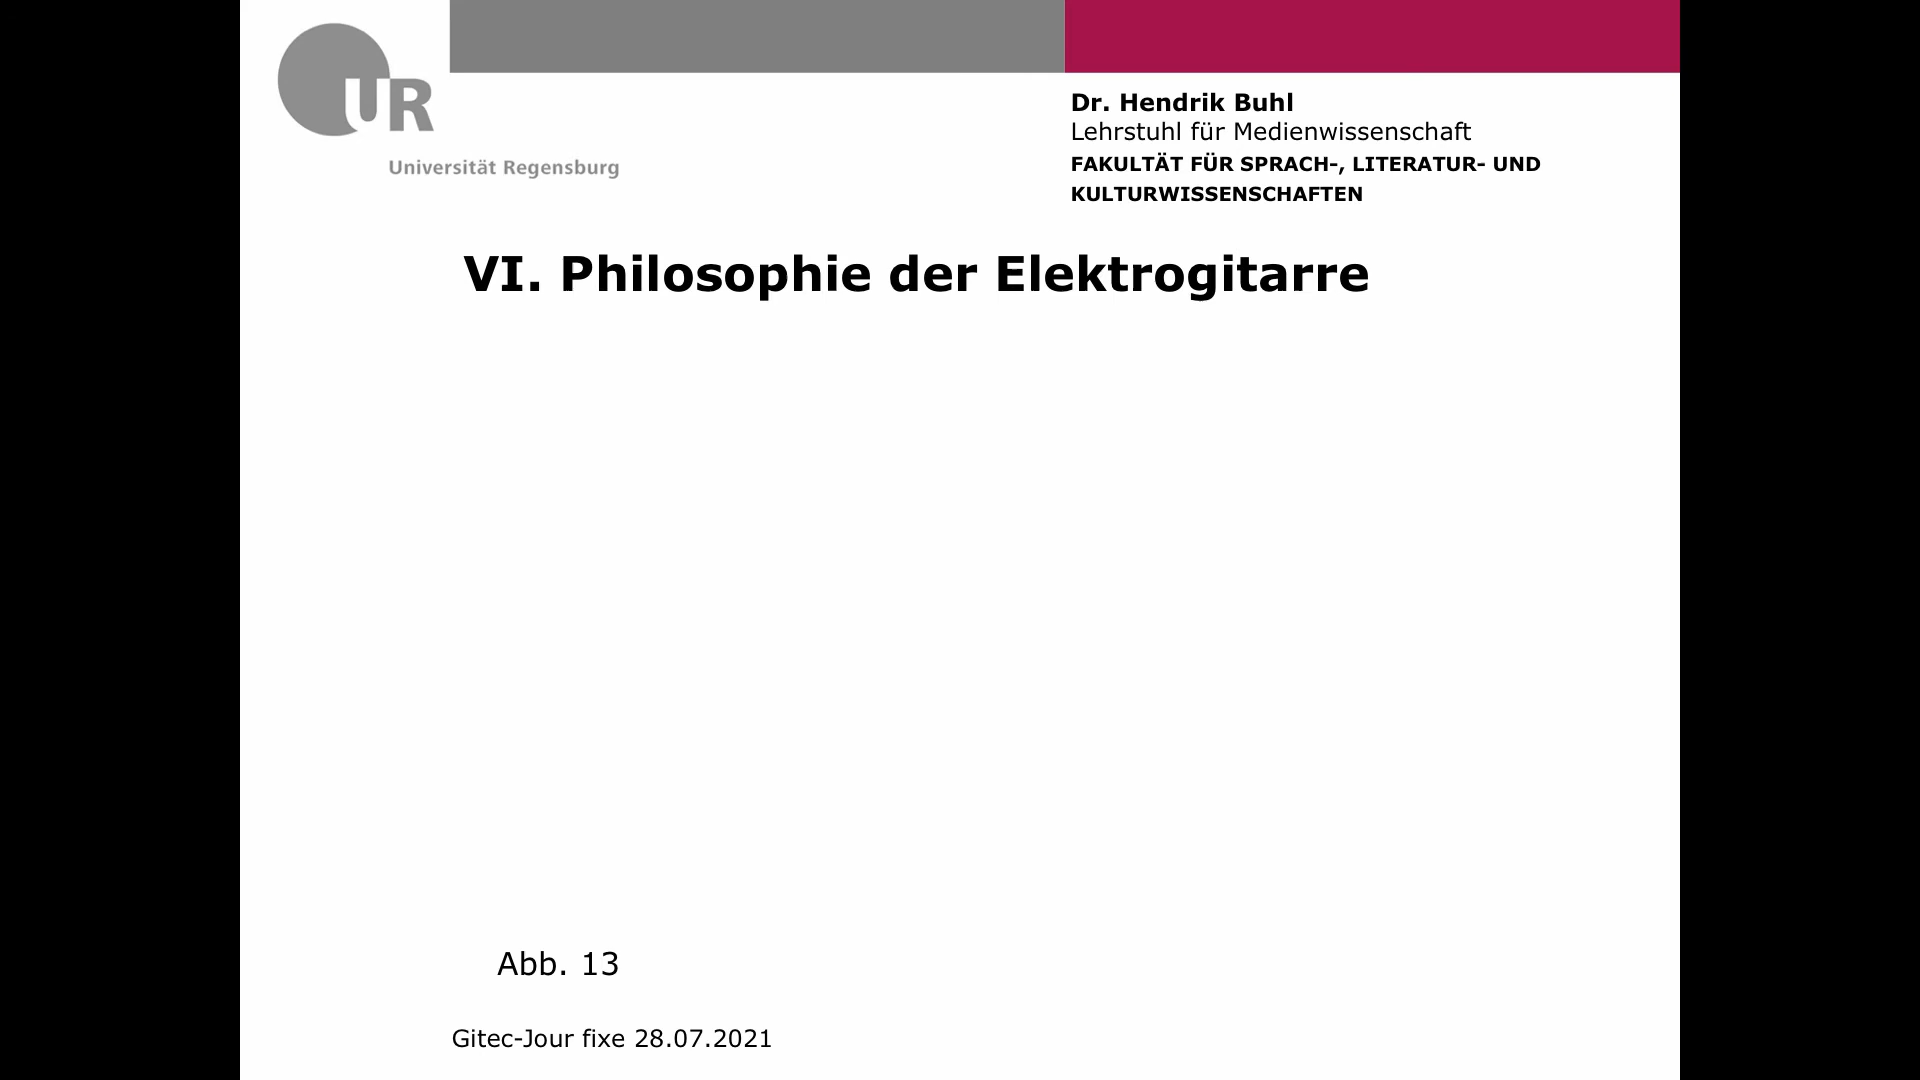 UR
Universität Regensburg
Dr. Hendrik Buhl
Lehrstuhl für Medienwissenschaft
FAKULTÄT FÜR SPRACH-, LITERATUR- UND
KULTURWISSENSCHAFTEN
VI. Philosophie der Elektrogitarre
Abb. 13
Gitec-Jour fixe 28.07.2021